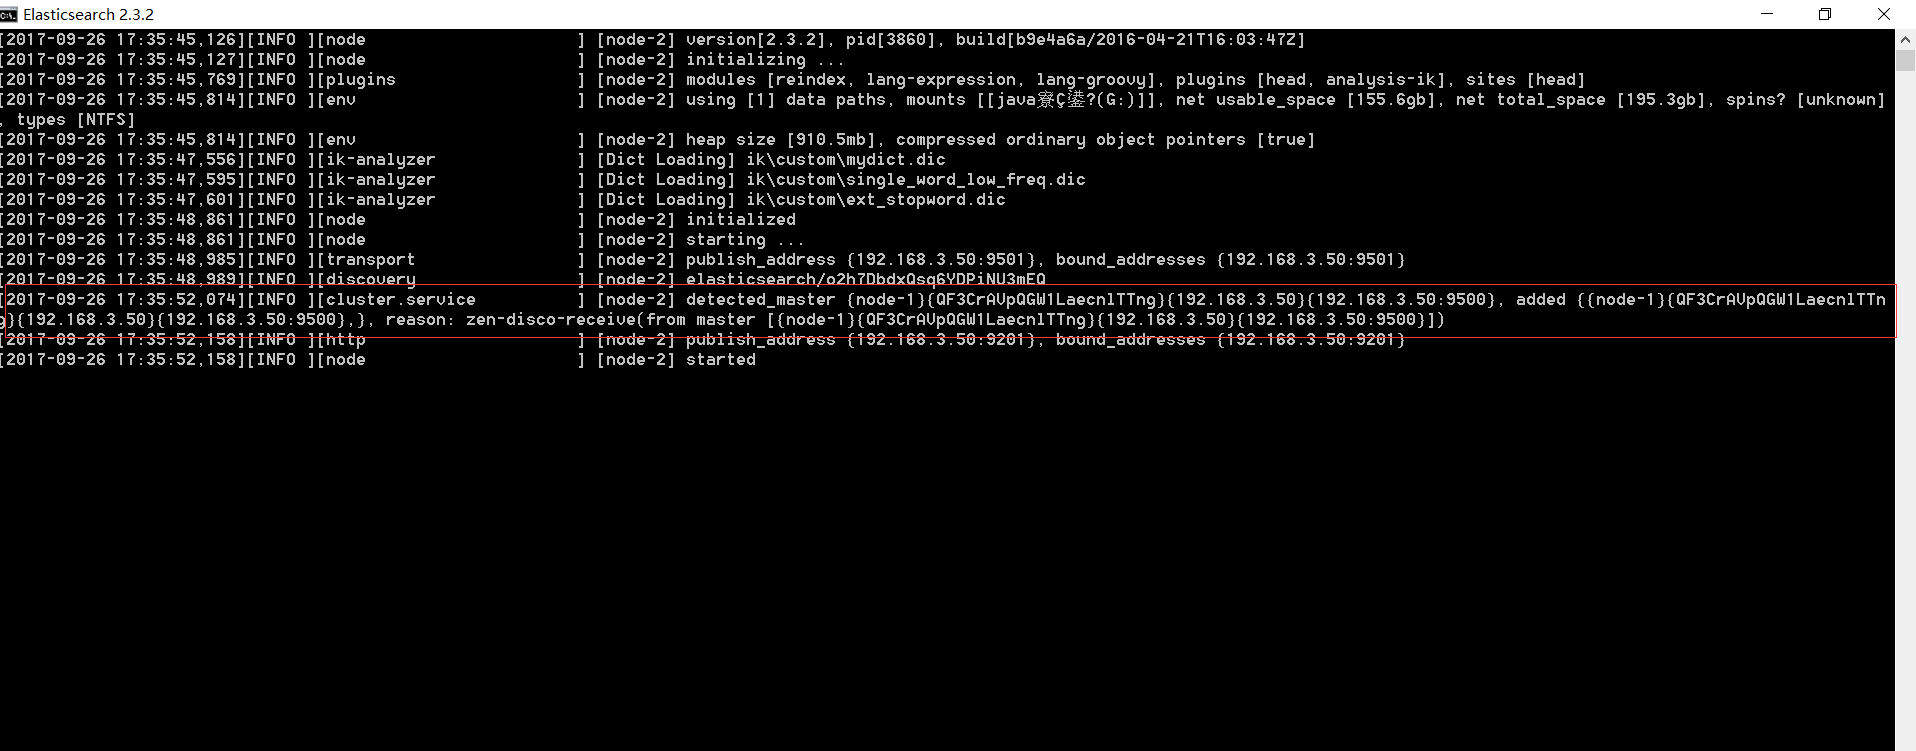 Elasticsearch 2.3.2
[2017-09-26 17:35:45,126][INFO ][node                     ] [node-2] version[2.3.2], pid[3860], build[b9e4a6a/2016-04-21T16:03:47Z]
[2017-09-26 17:35:45,127][INFO ][node                     ] [node-2] initializing ...
[2017-09-26 17:35:45,769][INFO ][plugins                  ] [node-2] modules [reindex, lang-expression, lang-groovy], plugins [head, analysis-ik], sites [head]
[2017-09-26 17:35:45,814][INFO ][env                      ] [node-2] using [1] data paths, mounts [[java?(G:)]], net usable_space [155.6gb], net total_space [195.3gb], spins? [unknown]
, types [NTFS]
[2017-09-26 17:35:45,814][INFO ][env                      ] [node-2] heap size [910.5mb], compressed ordinary object pointers [true]
[2017-09-26 17:35:47,556][INFO ][ik-analyzer              ] [Dict Loading] ik\custom\mydict.dic
[2017-09-26 17:35:47,595][INFO ][ik-analyzer              ] [Dict Loading] ik\custom\single_word_low_freq.dic
[2017-09-26 17:35:47,601][INFO ][ik-analyzer              ] [Dict Loading] ik\custom\ext_stopword.dic
[2017-09-26 17:35:48,861][INFO ][node                     ] [node-2] initialized
[2017-09-26 17:35:48,861][INFO ][node                     ] [node-2] starting ...
[2017-09-26 17:35:48,985][INFO ][transport                ] [node-2] publish_address {192.168.3.50:9501}, bound_addresses {192.168.3.50:9501}
[2017-09-26 17:35:48,989][INFO ][discovery                ] [node-2] elasticsearch/o2h7DbdxQsq6YDPiNU3mEQ
[2017-09-26 17:35:52,074][INFO ][cluster.service          ] [node-2] detected_master {node-1}{QF3CrAVpQGW1LaecnlTTng}{192.168.3.50}{192.168.3.50:9500}, added {{node-1}{QF3CrAVpQGW1LaecnlTTn
g}{192.168.3.50}{192.168.3.50:9500},}, reason: zen-disco-receive(from master [{node-1}{QF3CrAVpQGW1LaecnlTTng}{192.168.3.50}{192.168.3.50:9500}])
[2017-09-26 17:35:52,158][INFO ][http                     ] [node-2] publish_address {192.168.3.50:9201}, bound_addresses {192.168.3.50:9201}
[2017-09-26 17:35:52,158][INFO ][node                     ] [node-2] started